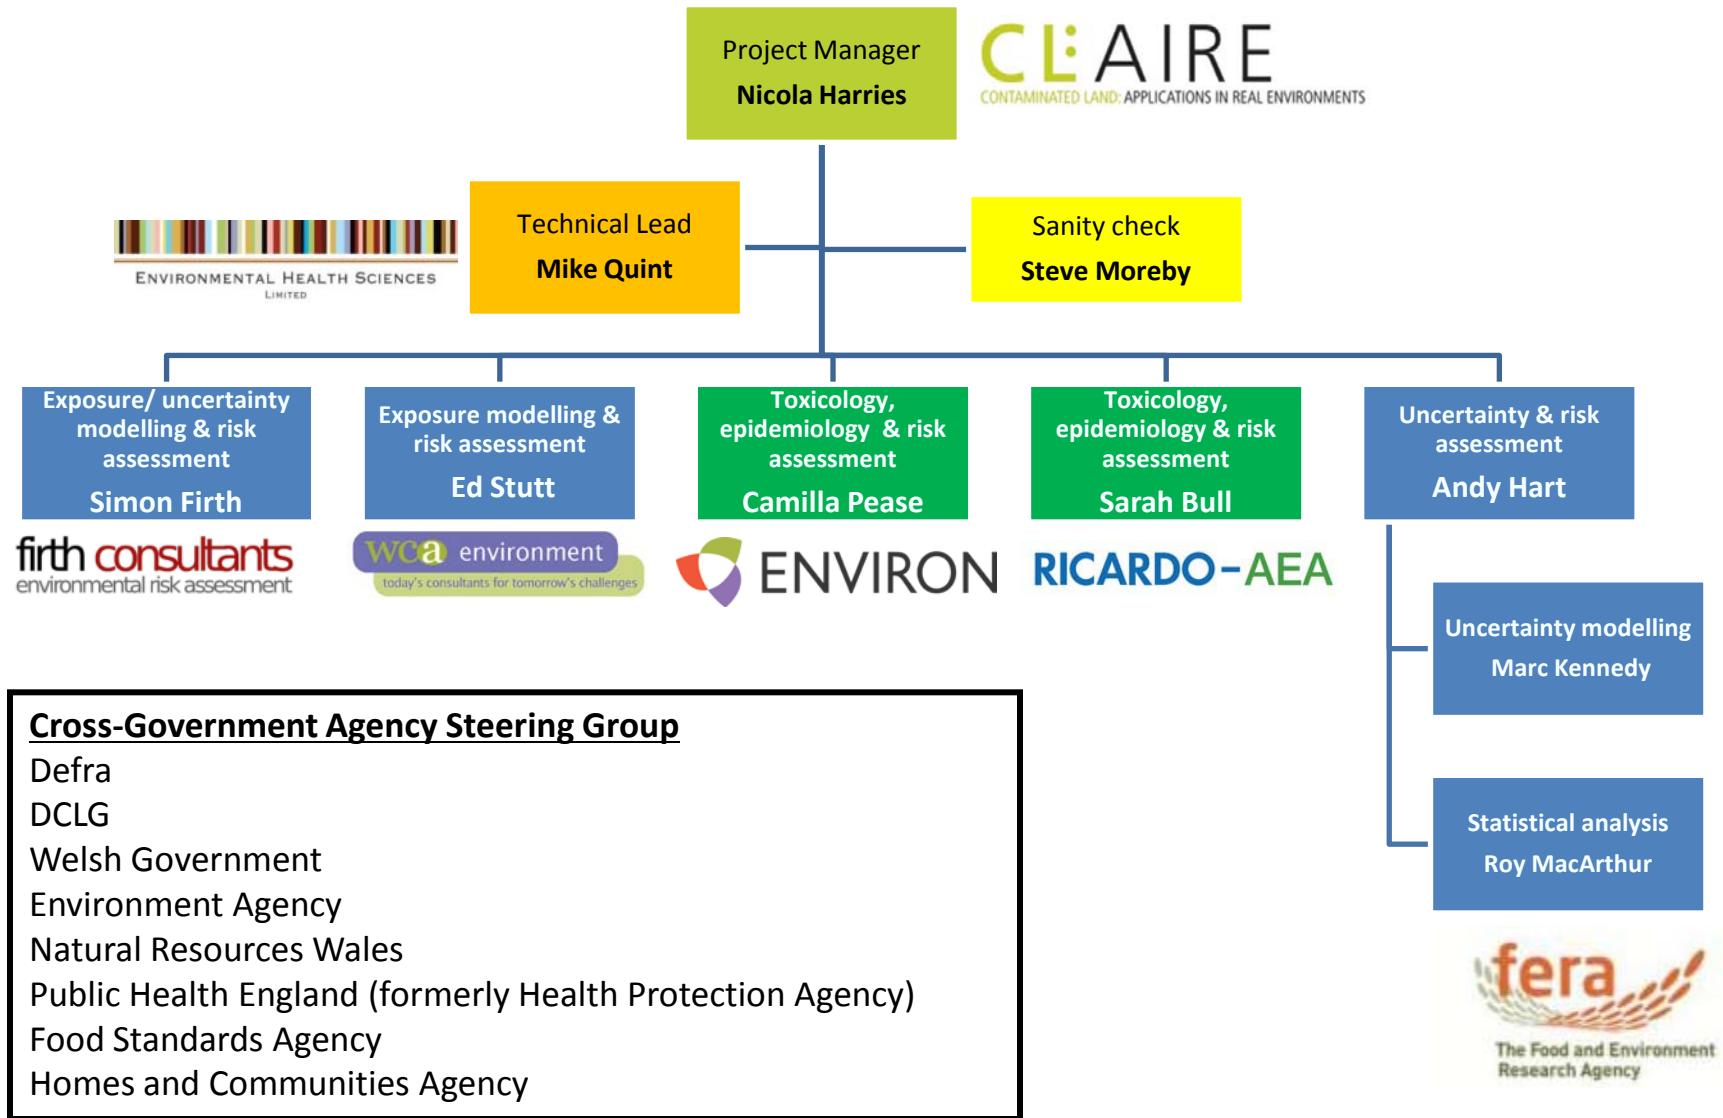 Project Manager
Nicola Harries
CL:AIRE
CONTAMINATED LAND: APPLICATIONS IN REAL ENVIRONMENTS
ENVIRONMENTAL HEALTH SCIENCES
LIMITED
Technical Lead
Mike Quint
Sanity check
Steve Moreby
Exposure/ uncertainty
modelling & risk
assessment
Simon Firth
Exposure modelling &
risk assessment
Ed Stutt
Toxicology,
epidemiology & risk
assessment
Camilla Pease
Toxicology,
epidemiology & risk
assessment
Sarah Bull
Uncertainty & risk
assessment
Andy Hart
firth consultants
environmental risk assessment
wca environment
today's consultants for tomorrow's challenges
ENVIRON
RICARDO-AEA
Uncertainty modelling
Marc Kennedy
Statistical analysis
Roy MacArthur
fera
The Food and Environment
Research Agency
Cross-Government Agency Steering Group
Defra
DCLG
Welsh Government
Environment Agency
Natural Resources Wales
Public Health England (formerly Health Protection Agency)
Food Standards Agency
Homes and Communities Agency